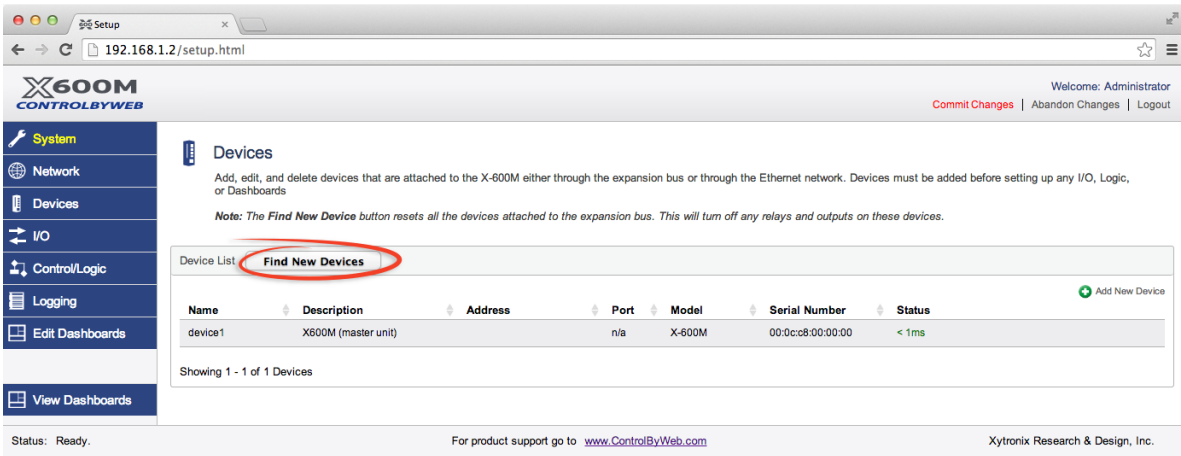 Setup
192.168.1.2/setup.html
X600M
CONTROLBYWEB
Welcome: Administrator
Commit Changes | Abandon Changes | Logout
System
Network
Devices
I/O
Control/Logic
Logging
Edit Dashboards
View Dashboards
Devices
Add, edit, and delete devices that are attached to the X-600M either through the expansion bus or through the Ethernet network. Devices must be added before setting up any I/O, Logic,
or Dashboards
Note: The Find New Device button resets all the devices attached to the expansion bus. This will turn off any relays and outputs on these devices.
Device List Find New Devices
Add New Device
Name Description Address Port Model Serial Number Status
device1 X600M (master unit) n/a X-600M 00:0c:c8:00:00:00 < 1ms
Showing 1 - 1 of 1 Devices
Status: Ready. For product support go to www.ControlByWeb.com Xytronix Research & Design, Inc.